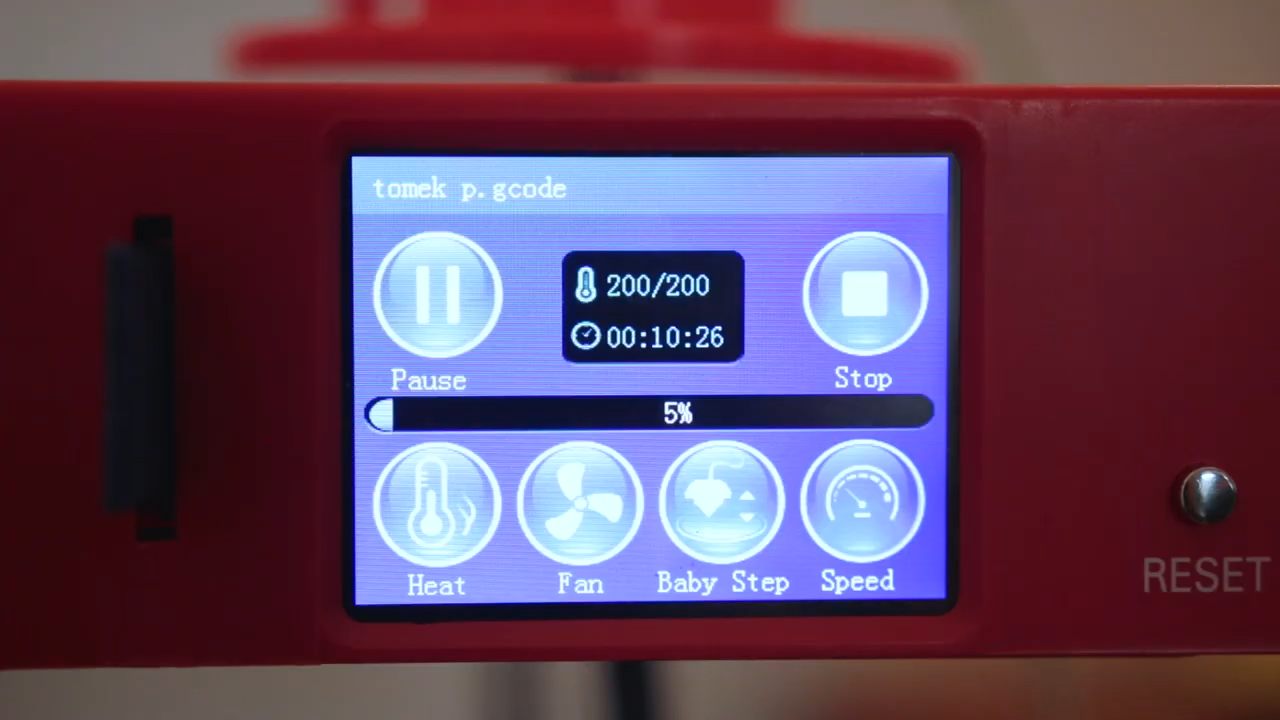 tomek p.gcode
200/200
00:10:26
Pause
Stop
5%
Heat Fan Baby Step Speed
RESET